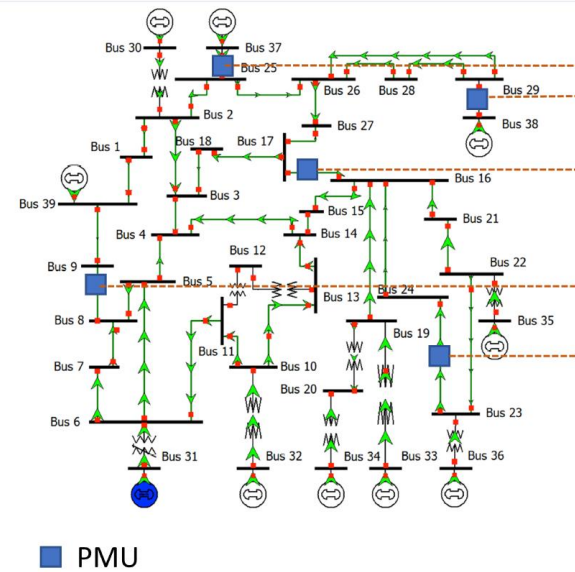 Bus 30
Bus 37
Bus 25
Bus 26
Bus 28
Bus 29
Bus 2
Bus 38
Bus 27
Bus 1
Bus 18
Bus 17
Bus 16
Bus 39
Bus 3
Bus 15
Bus 21
Bus 4
Bus 14
Bus 12
Bus 9
Bus 22
Bus 5
Bus 13
Bus 24
Bus 8
Bus 35
Bus 19
Bus 11
Bus 7
Bus 10
Bus 20
Bus 6
Bus 23
Bus 31
Bus 32
Bus 34
Bus 33
Bus 36
PMU